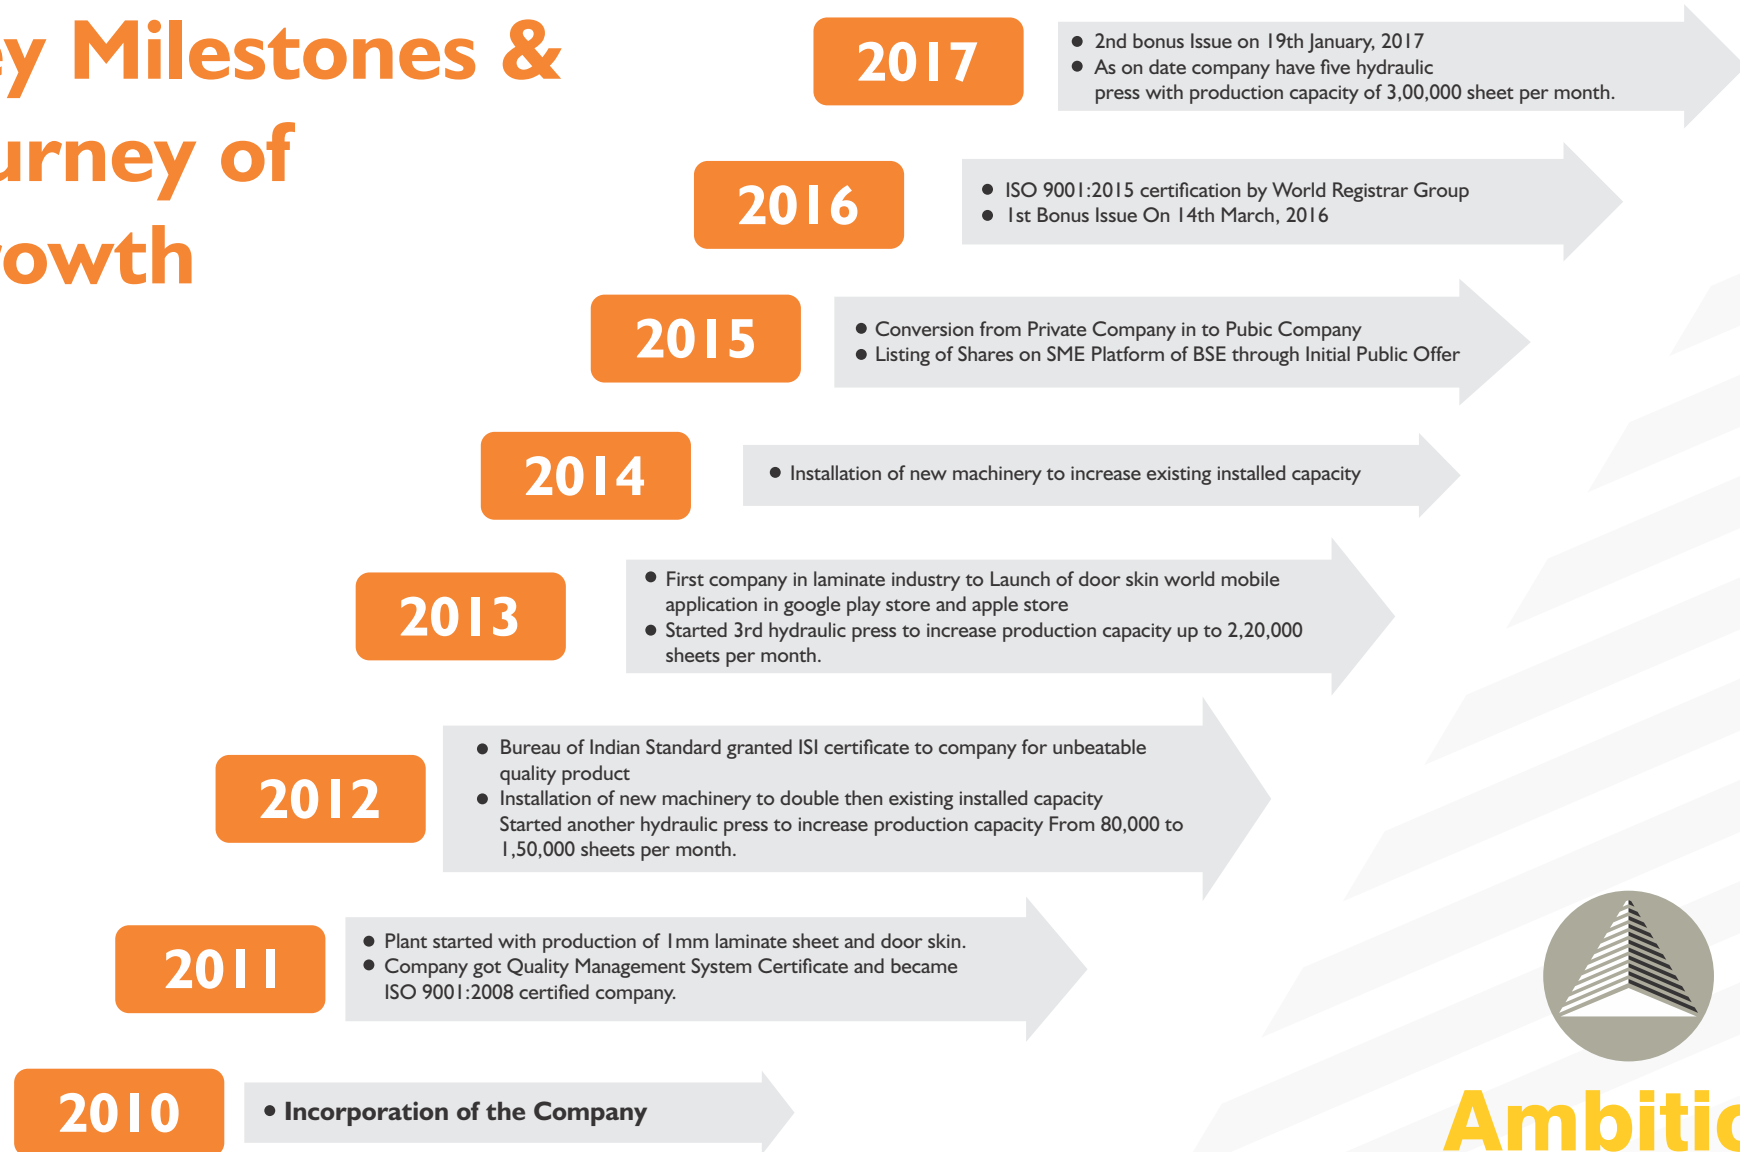 ey Milestones &
urney of
rowth
2017
• 2nd bonus Issue on 19th January, 2017
• As on date company have five hydraulic
press with production capacity of 3,00,000 sheet per month.
2016
• ISO 9001:2015 certification by World Registrar Group
• 1st Bonus Issue On 14th March, 2016
2015
• Conversion from Private Company in to Pubic Company
• Listing of Shares on SME Platform of BSE through Initial Public Offer
2014
• Installation of new machinery to increase existing installed capacity
2013
• First company in laminate industry to Launch of door skin world mobile
application in google play store and apple store
• Started 3rd hydraulic press to increase production capacity up to 2,20,000
sheets per month.
2012
• Bureau of Indian Standard granted ISI certificate to company for unbeatable
quality product
• Installation of new machinery to double then existing installed capacity
Started another hydraulic press to increase production capacity From 80,000 to
1,50,000 sheets per month.
2011
• Plant started with production of 1mm laminate sheet and door skin.
• Company got Quality Management System Certificate and became
ISO 9001:2008 certified company.
2010
• Incorporation of the Company
Ambitio